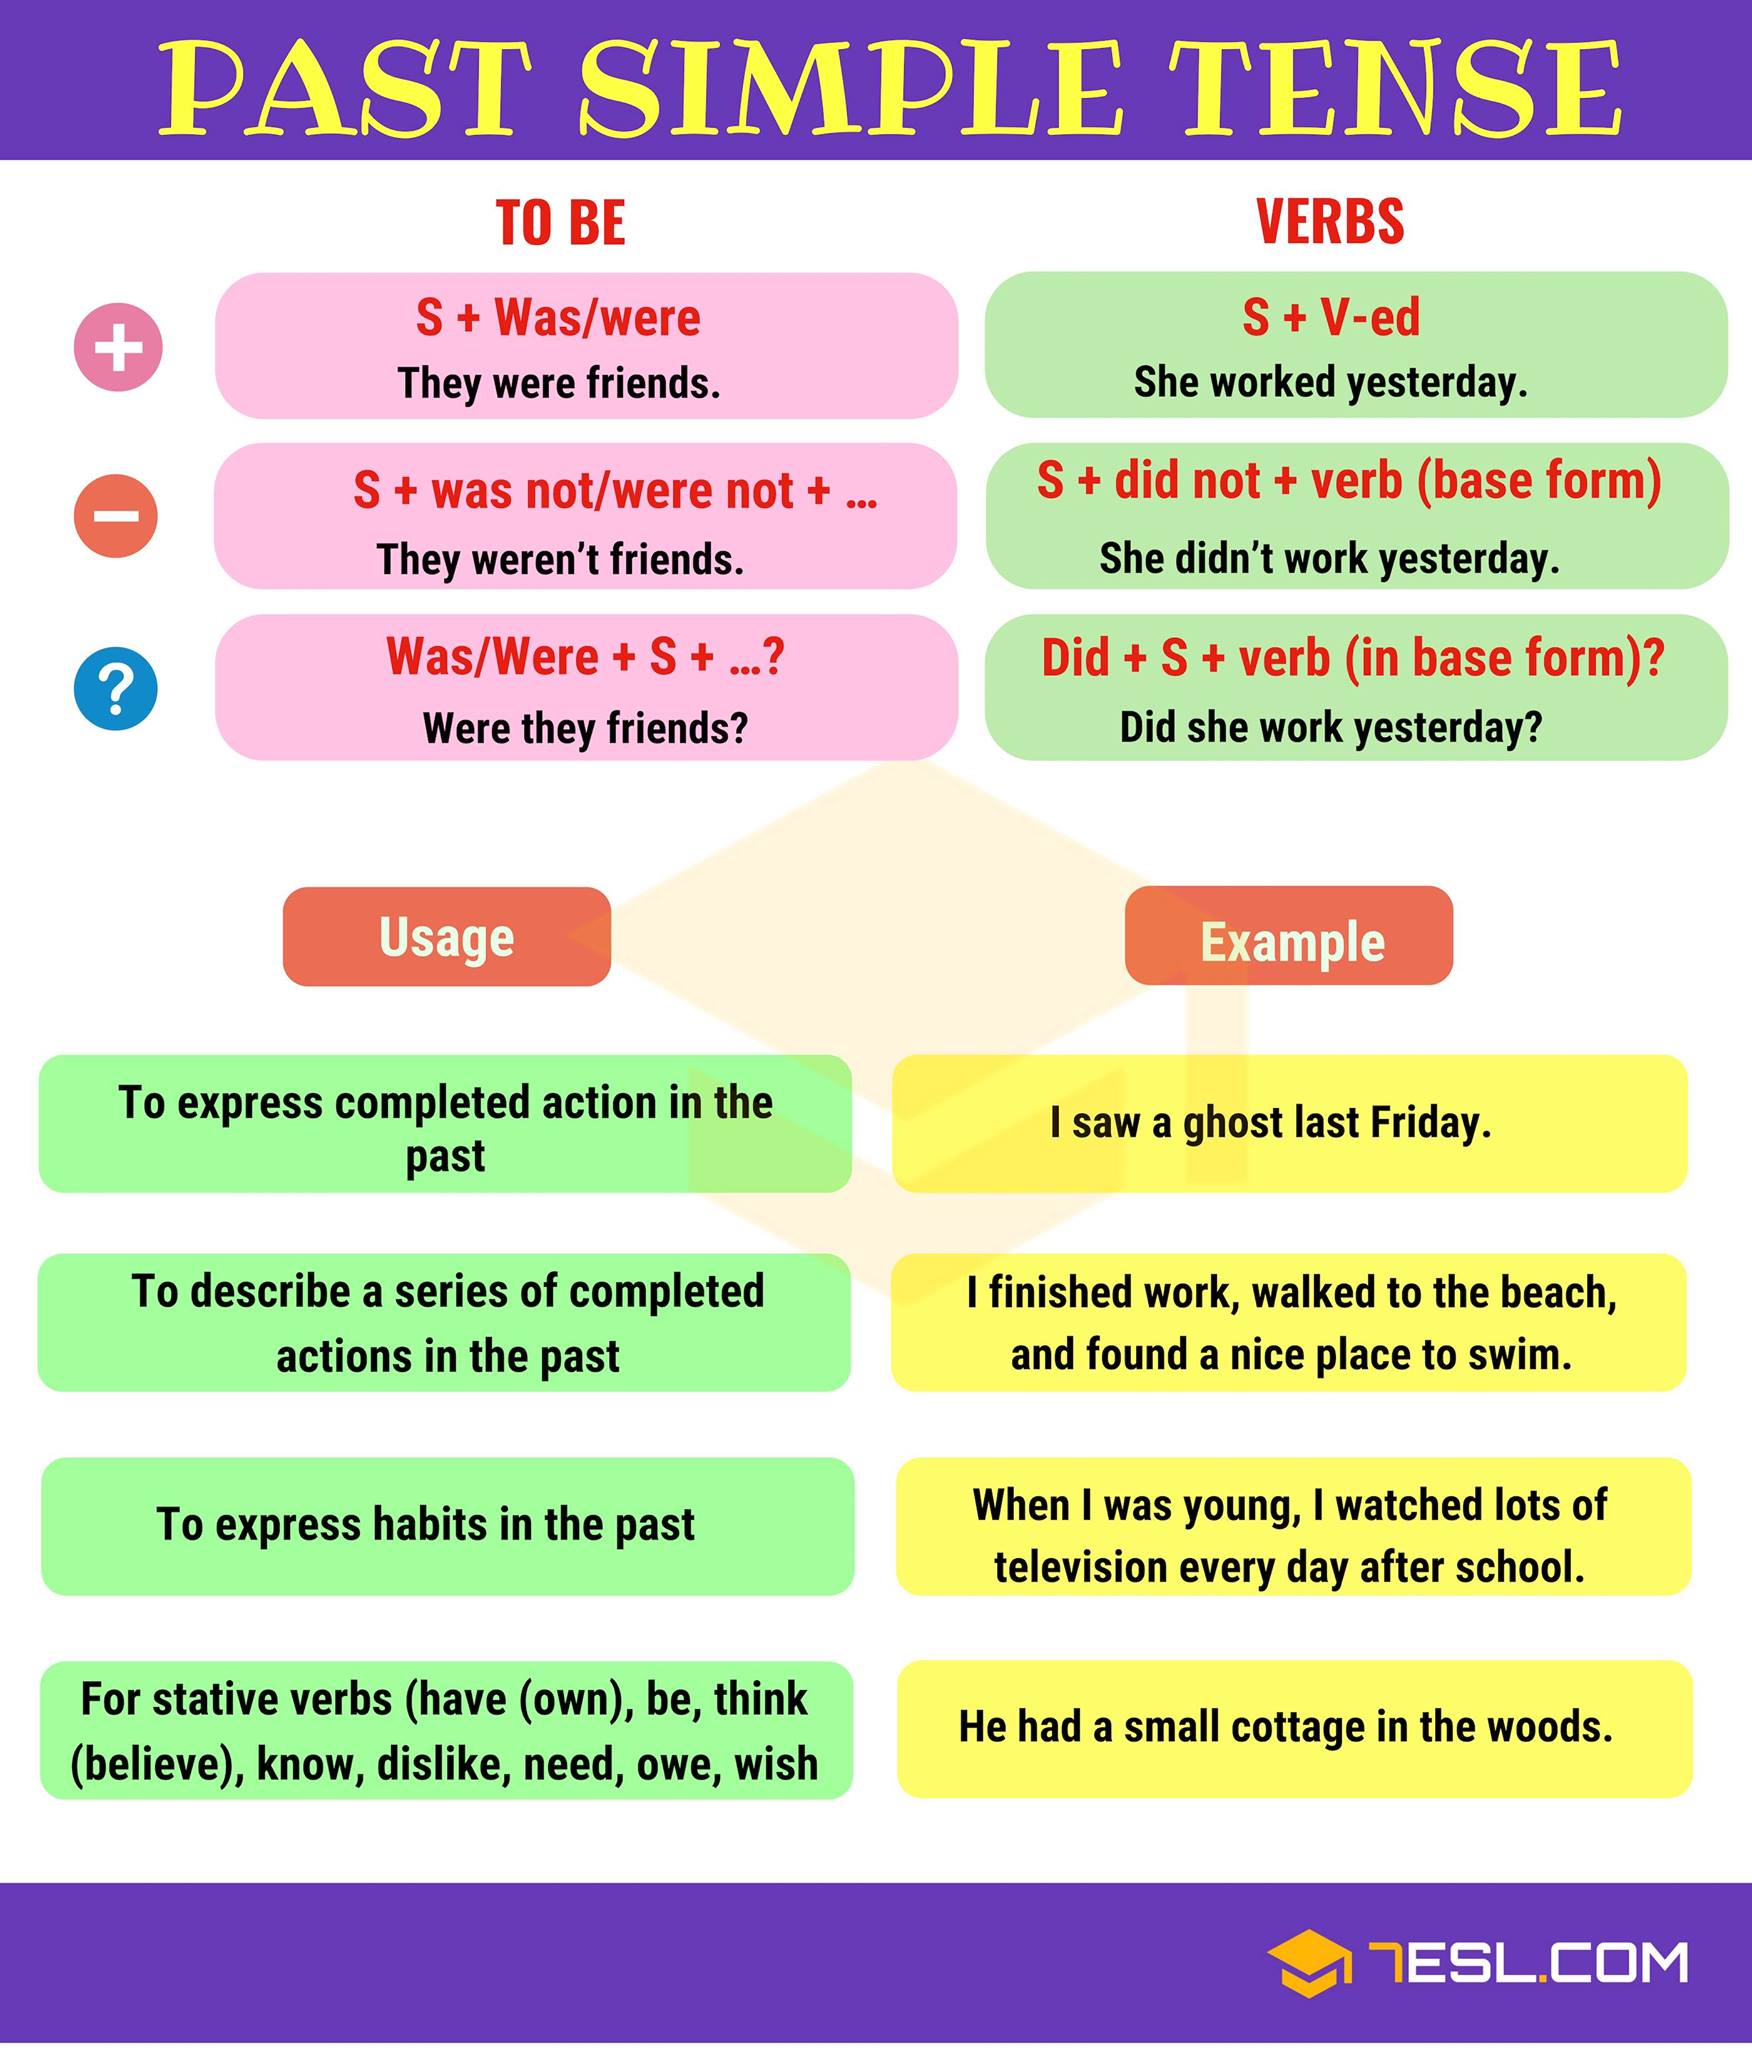 PAST SIMPLE TENSE
TO BE
VERBS
S + Was/were
They were friends.
S + V-ed
She worked yesterday.
S + was not/were not + ...
They weren't friends.
S + did not + verb (base form)
She didn't work yesterday.
?
Was/Were + S + ...?
Were they friends?
Did + S + verb (in base form)?
Did she work yesterday?
Usage
Example
To express completed action in the
past
I saw a ghost last Friday.
To describe a series of completed
actions in the past
I finished work, walked to the beach,
and found a nice place to swim.
To express habits in the past
When I was young, I watched lots of
television every day after school.
For stative verbs (have (own), be, think
(believe), know, dislike, need, owe, wish
He had a small cottage in the woods.
7ESL.COM